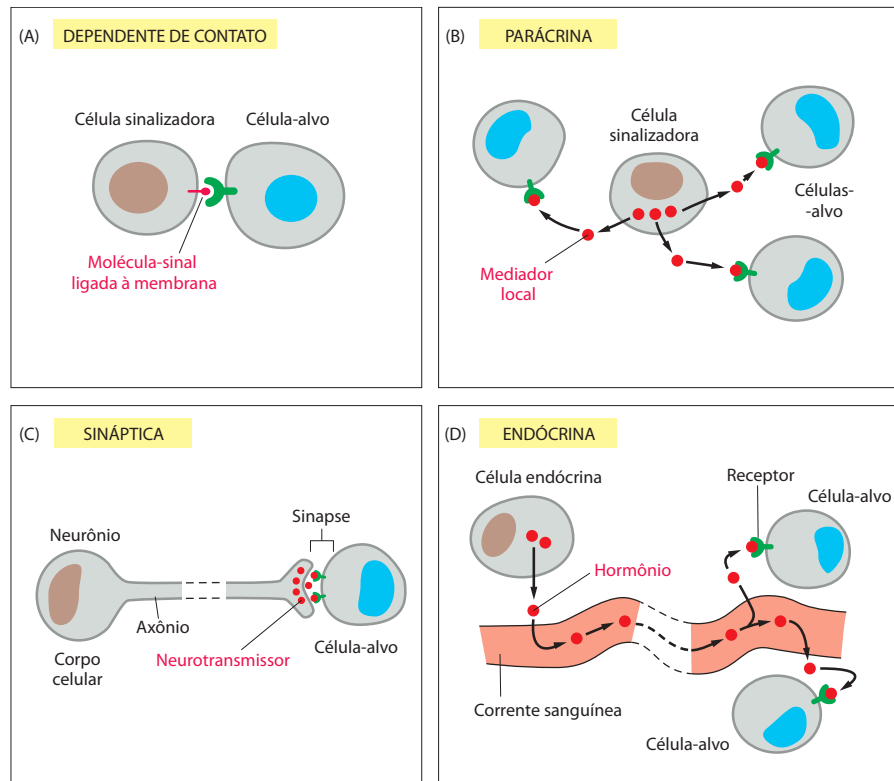 (A) DEPENDENTE DE CONTATO
Célula sinalizadora
Célula-alvo
Molécula-sinal
ligada à membrana
(B) PARÁCRINA
Célula
sinalizadora
Células-
-alvo
Mediador
local
(C) SINÁPTICA
Neurônio
Sinapse
Axônio
Neurotransmissor
Célula-alvo
Corpo
celular
(D) ENDÓCRINA
Célula endócrina
Receptor
Célula-alvo
Hormônio
Corrente sanguínea
Célula-alvo